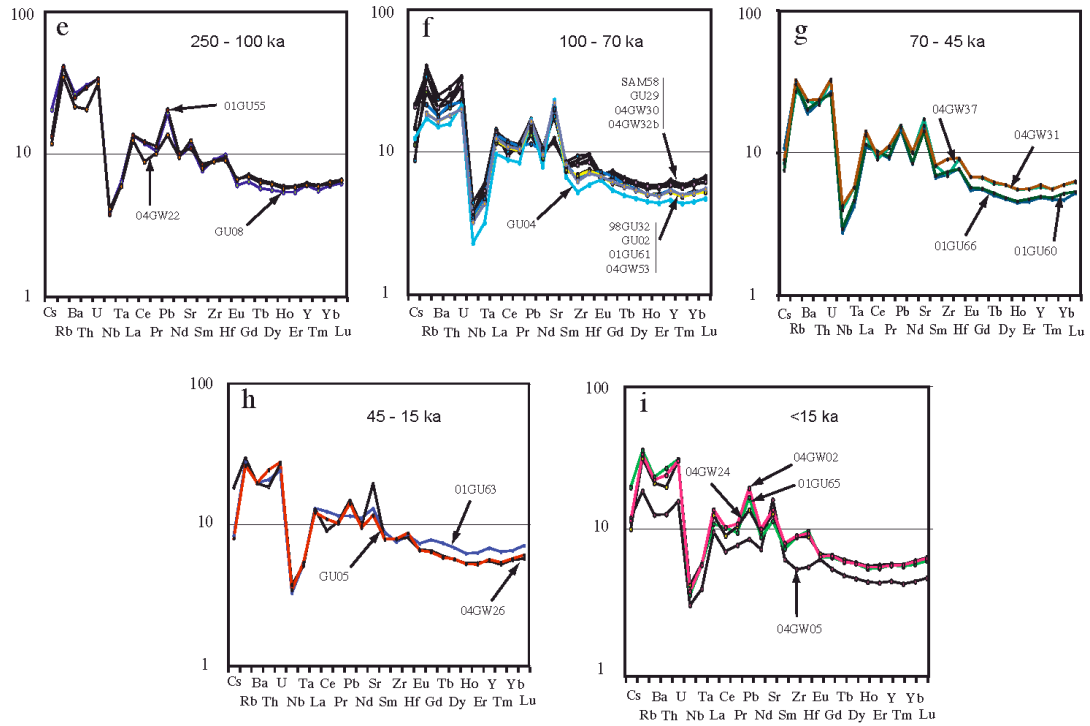 e
250 - 100 ka
100
10
1
01GU55
04GW22
GU08
Cs Ba U Ta Ce Pb Sr Zr Eu Tb Ho Y Yb
Rb Th Nb La Pr Nd Sm Hf Gd Dy Er Tm Lu
f
100 - 70 ka
100
10
1
SAM58
GU29
04GW30
04GW32b
GU04
98GU32
GU02
01GU61
04GW53
Cs Ba U Ta Ce Pb Sr Zr Eu Tb Ho Y Yb
Rb Th Nb La Pr Nd Sm Hf Gd Dy Er Tm Lu
g
70 - 45 ka
100
10
1
04GW37
04GW31
01GU66
01GU60
Cs Ba U Ta Ce Pb Sr Zr Eu Tb Ho Y Yb
Rb Th Nb La Pr Nd Sm Hf Gd Dy Er Tm Lu
h
45 - 15 ka
100
10
1
01GU63
GU05
04GW26
Cs Ba U Ta Ce Pb Sr Zr Eu Tb Ho Y Yb
Rb Th Nb La Pr Nd Sm Hf Gd Dy Er Tm Lu
i
<15 ka
100
10
1
04GW02
04GW24
01GU65
04GW05
Cs Ba U Ta Ce Pb Sr Zr Eu Tb Ho Y Yb
Rb Th Nb La Pr Nd Sm Hf Gd Dy Er Tm Lu